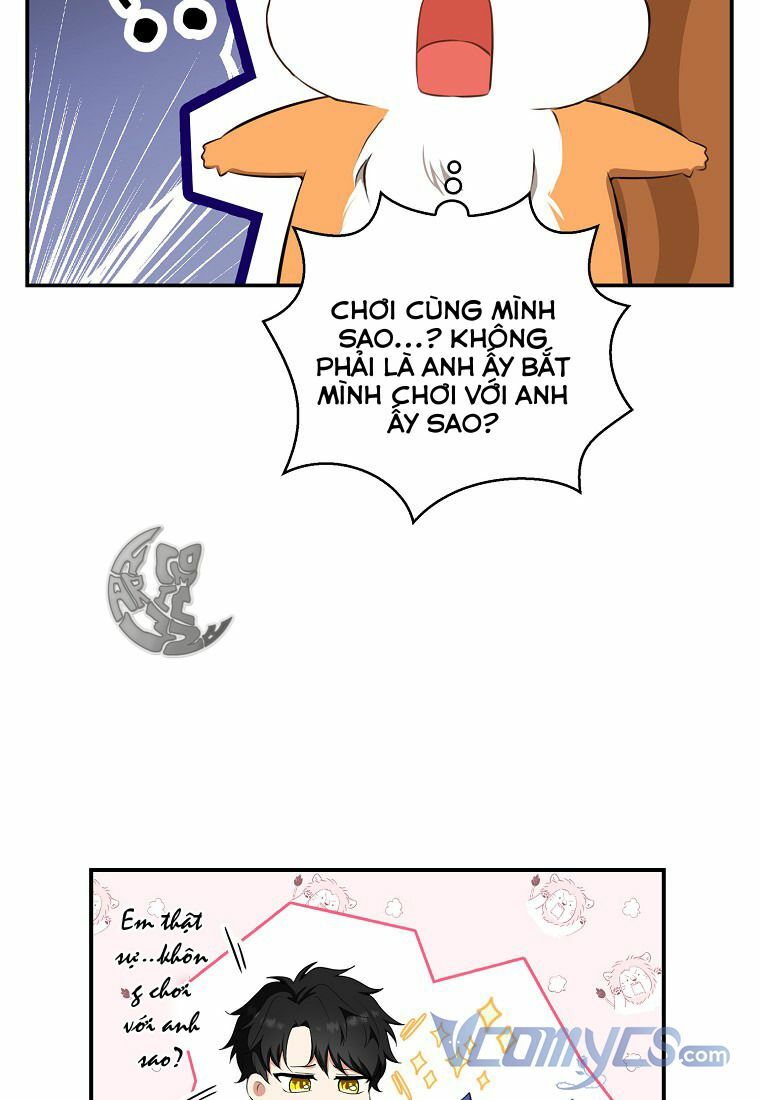 CHƠI CÙNG MÌNH
SAO...? KHÔNG
PHẢI LÀ ANH ẤY BẮT
MÌNH CHƠI VỚI ANH
ẤY SAO?
Em thật
sự..khôn
g chơi
với anh
sao?
VCOMYCS.com